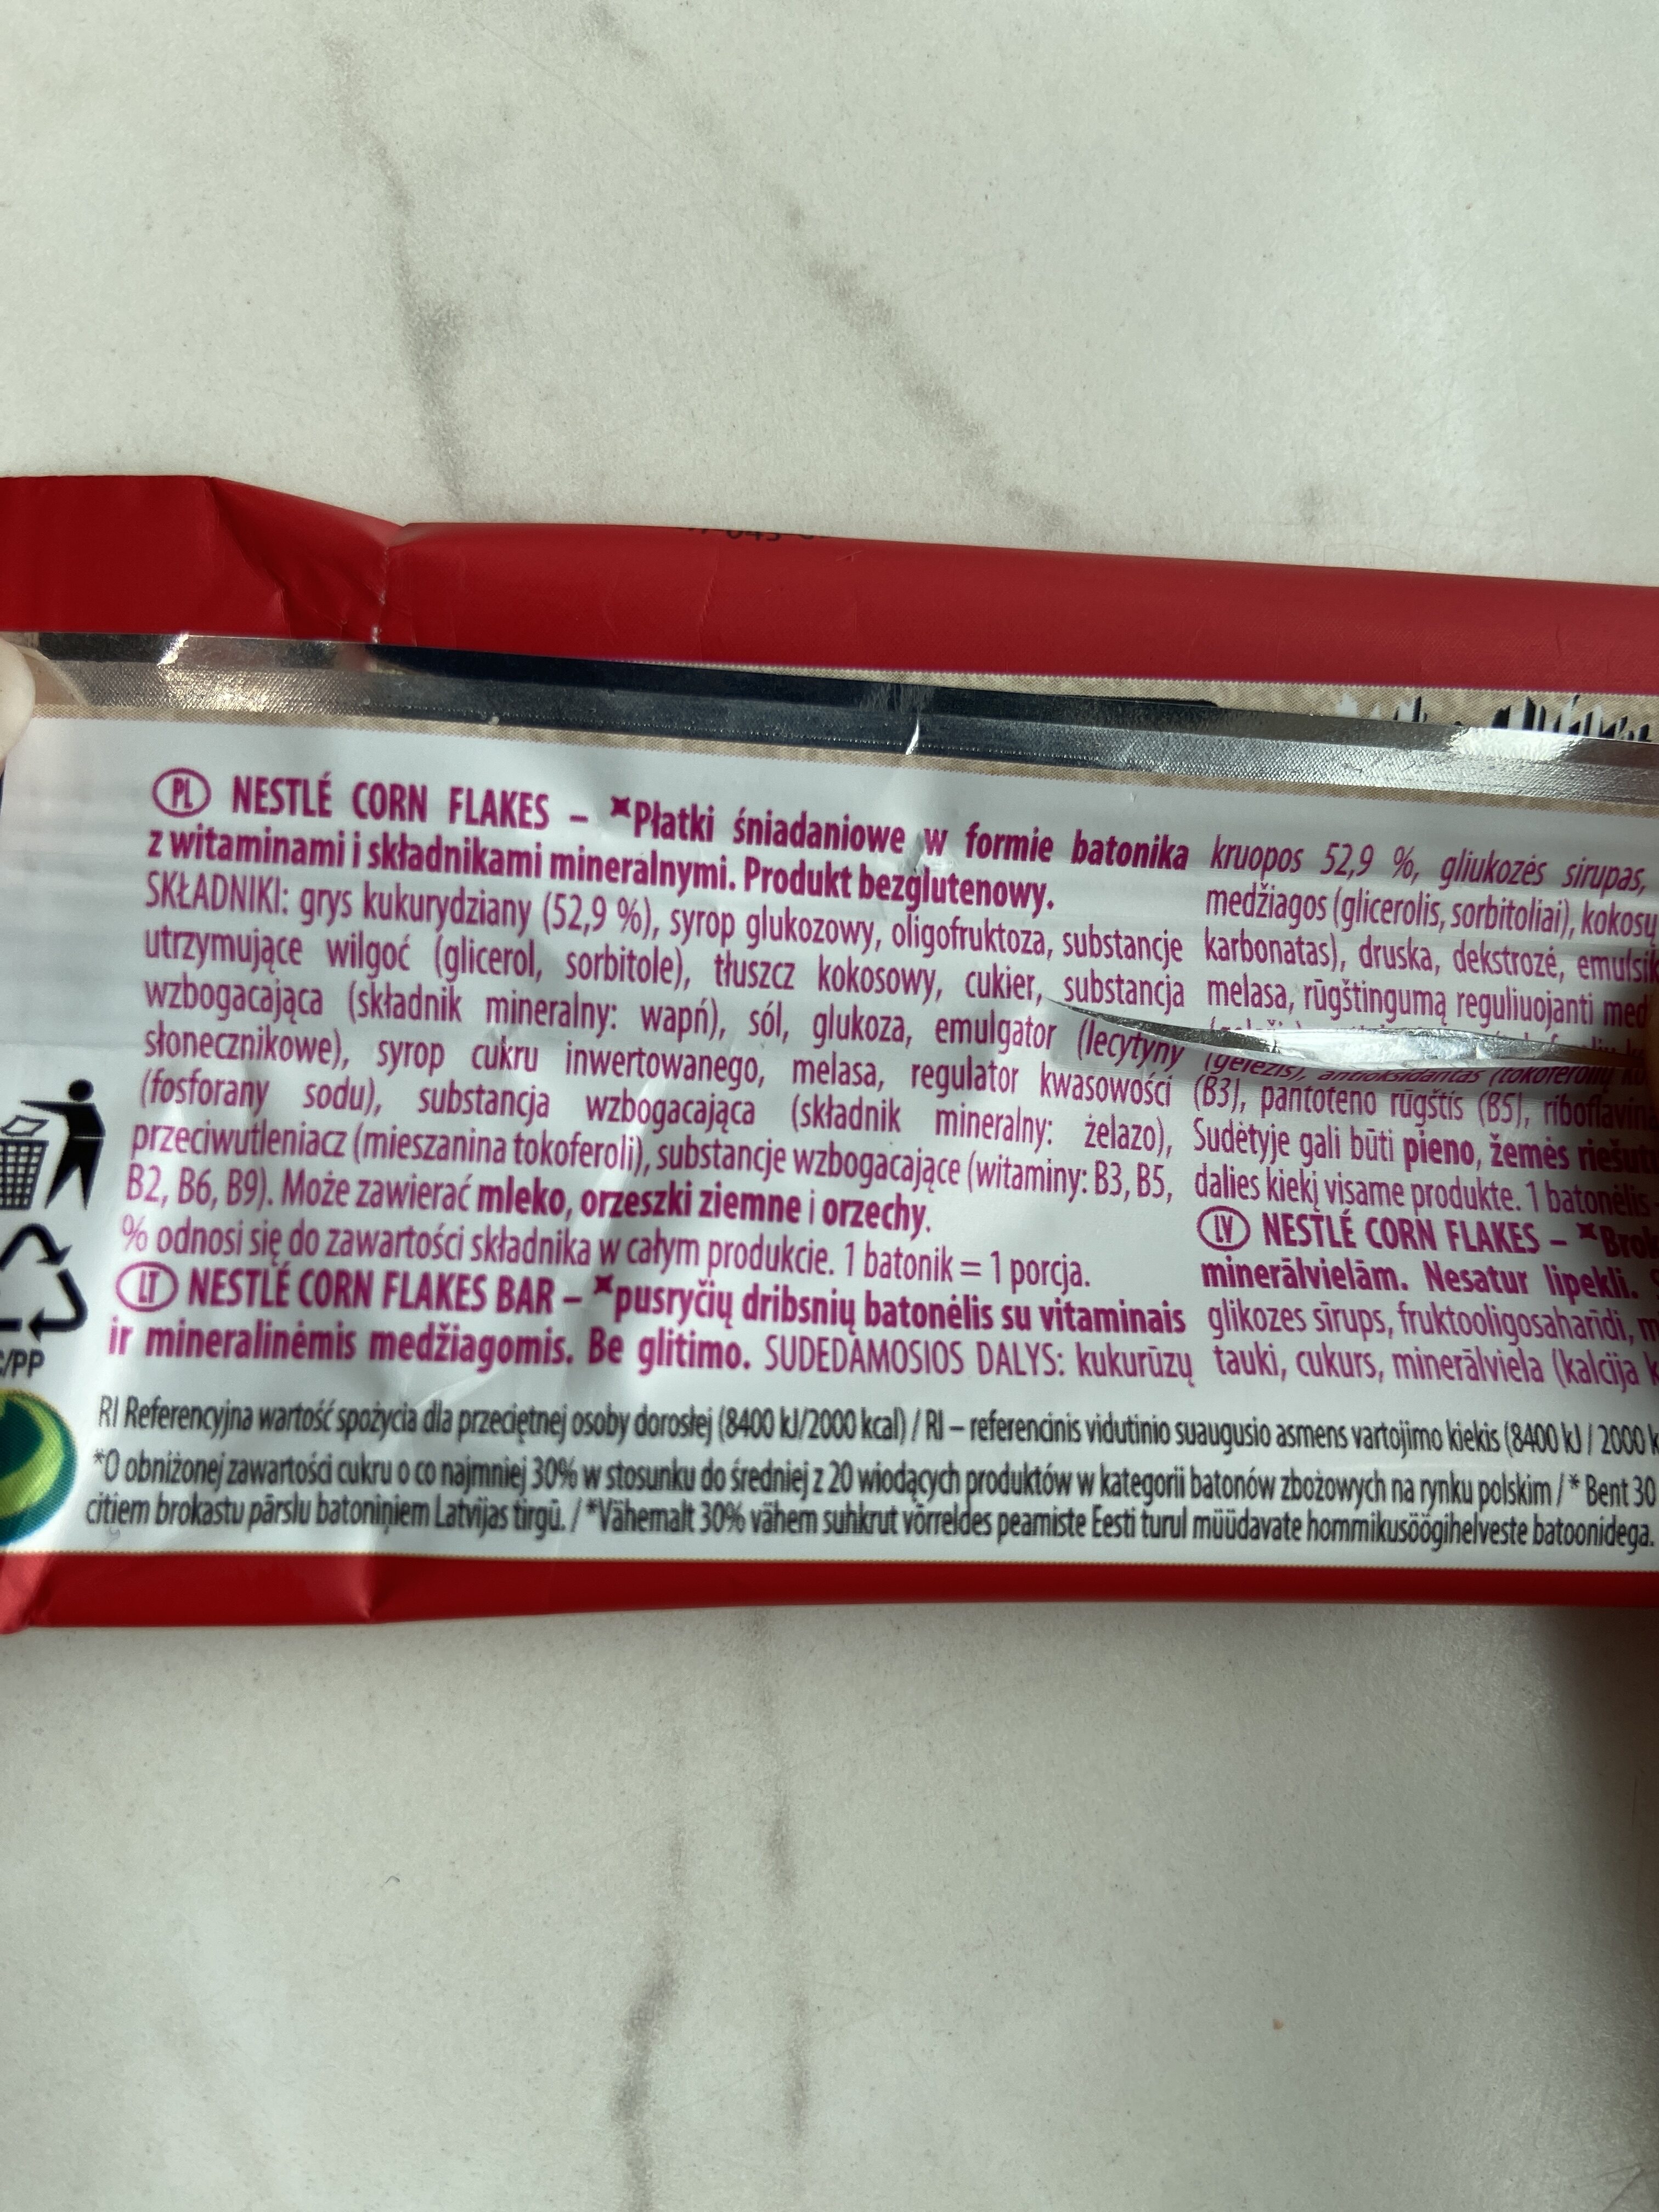 PL NESTLÉ CORN FLAKES – *Płatki śniadaniowe w formie batonika
z witaminami i składnikami mineralnymi. Produkt bezglutenowy.
SKŁADNIKI: grys kukurydziany (52,9 %), syrop glukozowy, oligofruktoza, substancje
utrzymujące wilgoć (glicerol, sorbitole), tłuszcz kokosowy, cukier, substancja
wzbogacająca (składnik mineralny: wapń), sól, glukoza, emulgator (lecytyny
słonecznikowe), syrop cukru inwertowanego, melasa, regulator kwasowości
(fosforany sodu), substancja wzbogacająca (składnik mineralny: żelazo),
przeciwutleniacz (mieszanina tokoferoli), substancje wzbogacające (witaminy: B3, B5,
B2, B6, B9). Może zawierać mleko, orzeszki ziemne i orzechy.
% odnosi się do zawartości składnika w całym produkcie. 1 batonik = 1 porcja.
LT NESTLÉ CORN FLAKES BAR – *pusryčių dribsnių batonėlis su vitaminais
ir mineralinėmis medžiagomis. Be glitimo. SUDEDAMOSIOS DALYS: kukurūzų
kruopos 52,9 %, gliukozės sirupas,
medžiagos (glicerolis, sorbitoliai), kokosų
karbonatas), druska, dekstrozė,
melasa, rūgštingumą reguliuojanti
(geležis), antioksidantas
(B3), pantoteno rūgštis (B5),
Sudėtyje gali būti pieno, žemės
dalies kiekį visame produkte. 1 batonėlis
LV NESTLÉ CORN FLAKES – *
minerālvielām. Nesatur lipekli.
glikozes sīrups, fruktooligosaharīdi,
tauki, cukurs, minerālviela (kalcija
/PP
RI Referencyjna wartość spożycia dla przeciętnej osoby dorosłej (8400 kJ/2000 kcal) / RI – referencinis vidutinio suaugusio asmens vartojimo kiekis (8400 kJ / 2000
*O obniżonej zawartości cukru o co najmniej 30% w stosunku do średniej z 20 wiodących produktów w kategorii batonów zbożowych na rynku polskim / * Bent 30
citiem brokastu pārslu batoniņiem Latvijas tirgū. / *Vähemalt 30% vähem suhkrut võrreldes peamiste Eesti turul müüdavate hommikusöögihelveste batoonidega.